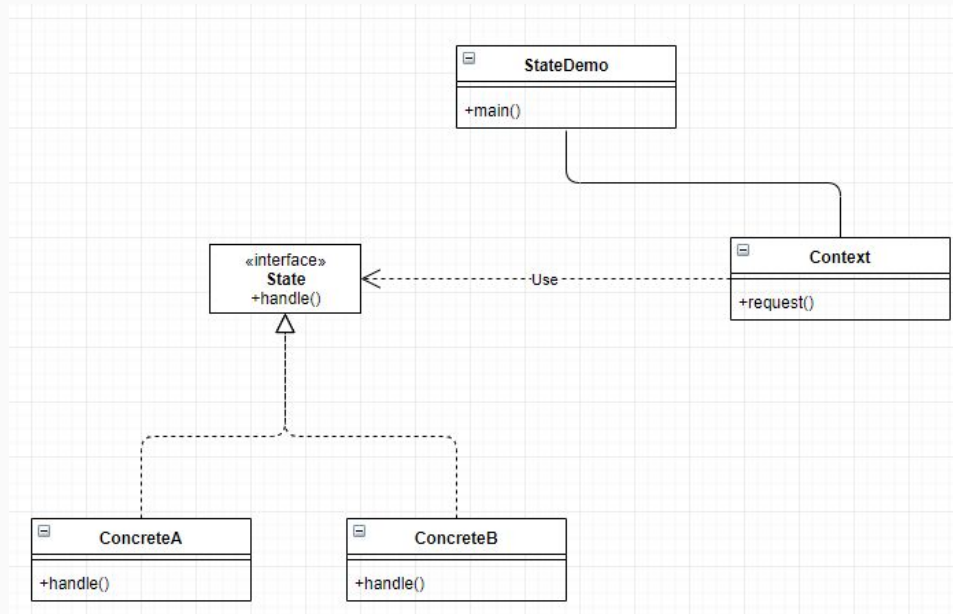 StateDemo
+main()
«interface»
State
+handle()
Use
Context
+request()
ConcreteA
+handle()
ConcreteB
+handle()